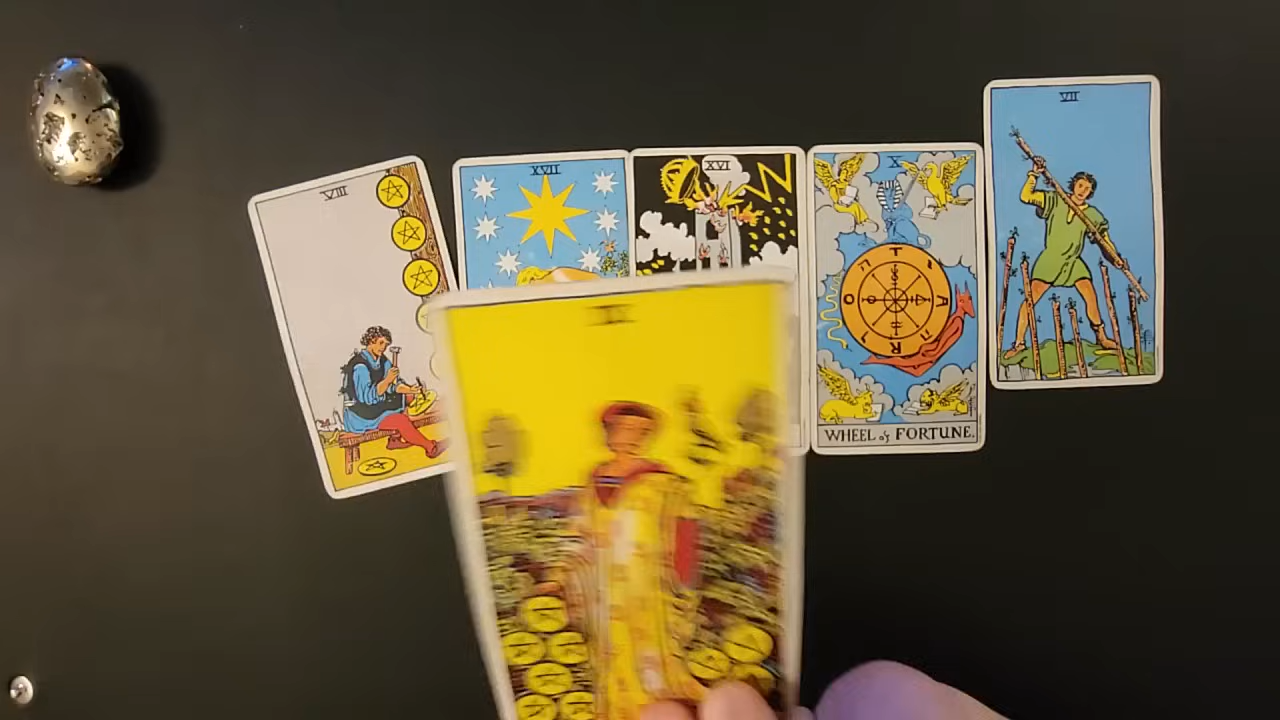 VIII
XVII
XVI
X
VII
T
A
R
O
WHEEL of FORTUNE.